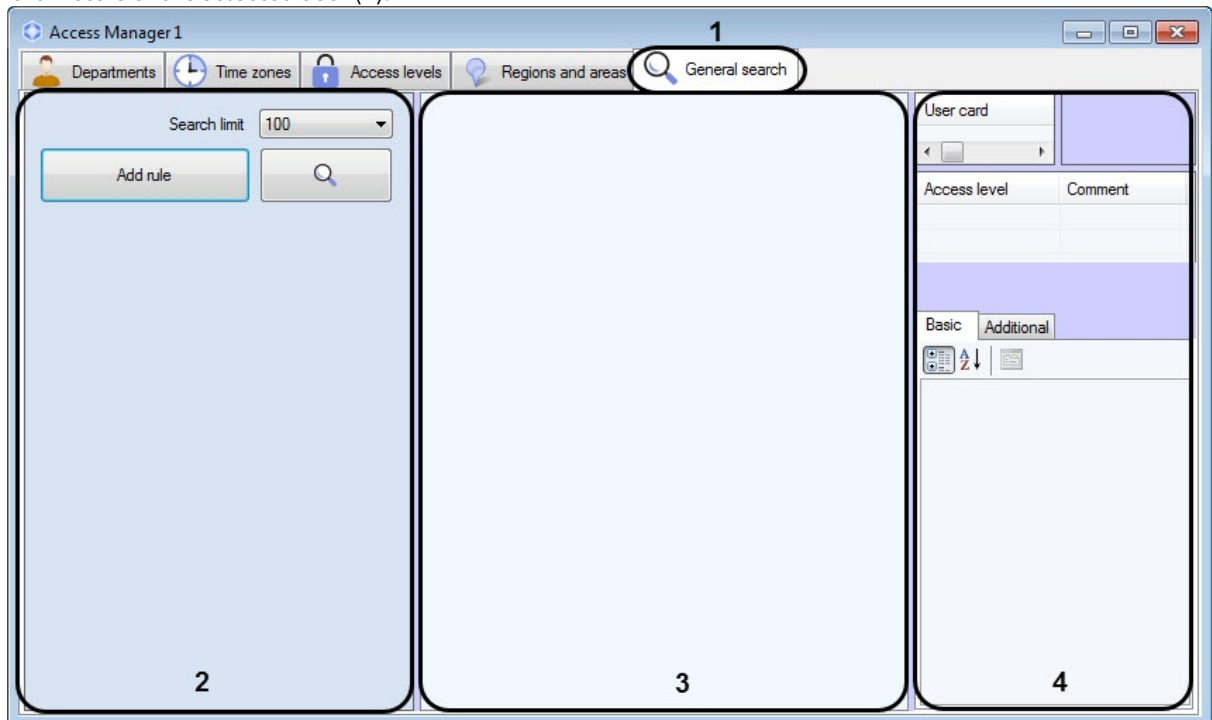 Access Manager 1
1
Departments
Time zones
Access levels
Regions and areas
General search
Search limit
100
Add rule
User card
Access level
Comment
Basic
Additional
A
Z
2
3
4